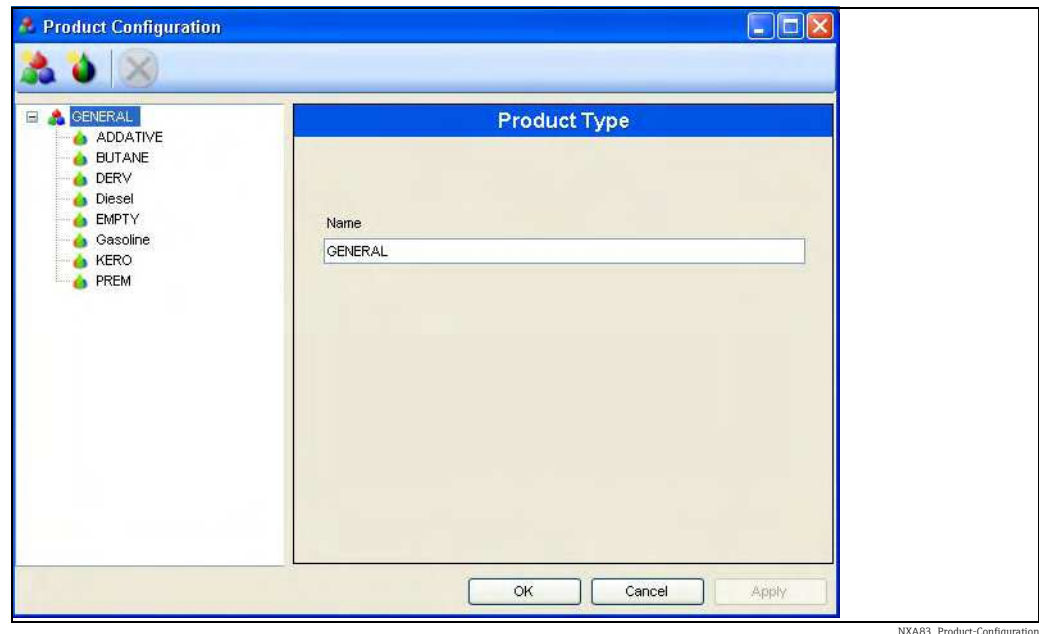 Product Configuration
GENERAL
ADDATIVE
BUTANE
DERV
Diesel
EMPTY
Gasoline
KERO
PREM
Product Type
Name
GENERAL
OK
Cancel
Apply
NXA83_Product-Configuration